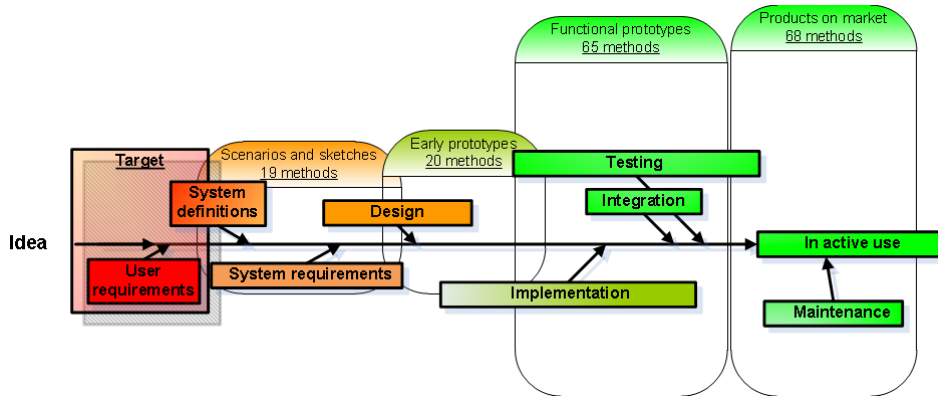 Functional prototypes
65 methods
Products on market
68 methods
Scenarios and sketches
19 methods
Early prototypes
20 methods
Target
Testing
System
definitions
Integration
Design
Idea
In active use
User
requirements
System requirements
Implementation
Maintenance